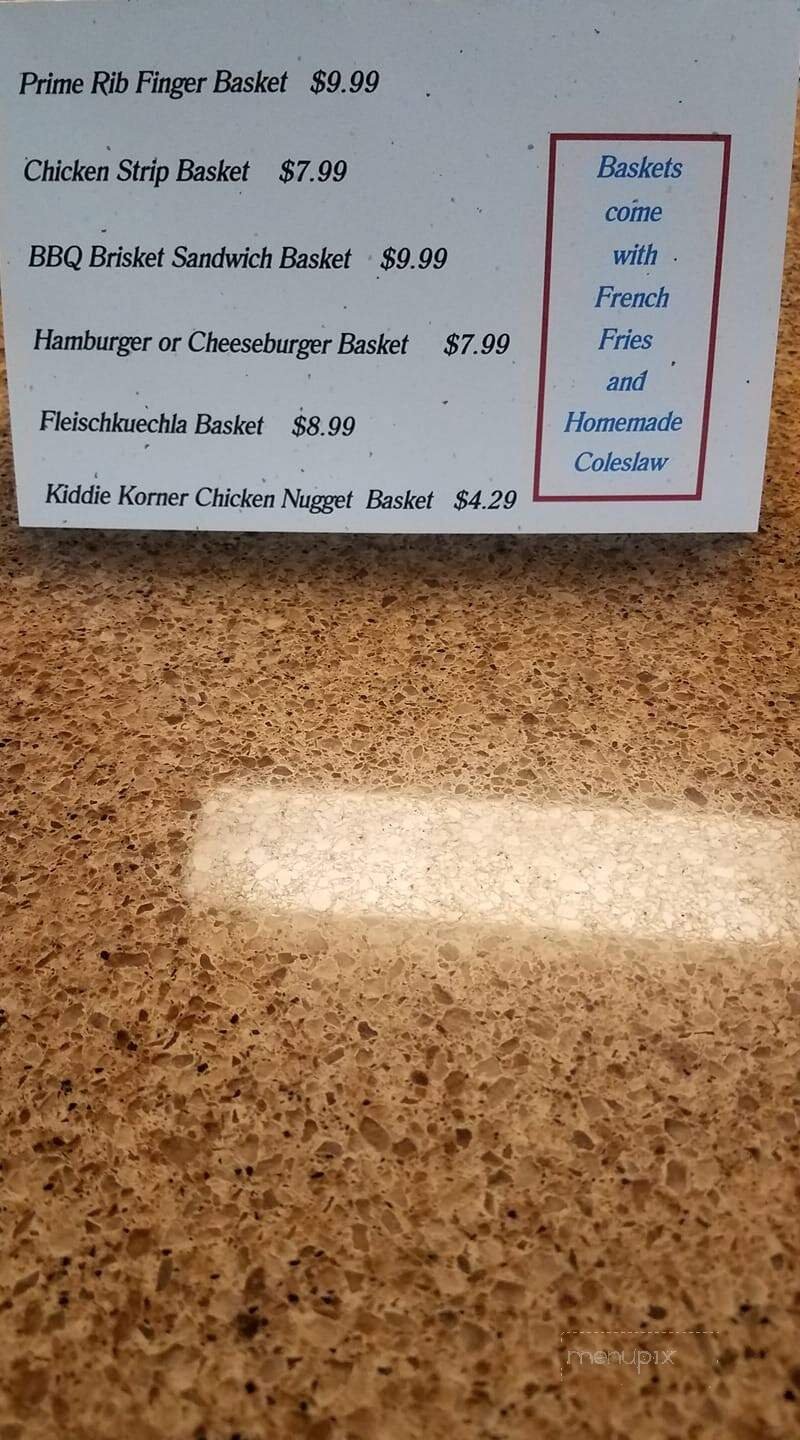 Prime Rib Finger Basket $9.99
Chicken Strip Basket $7.99
BBQ Brisket Sandwich Basket $9.99
Hamburger or Cheeseburger Basket $7.99
Fleischkuechla Basket $8.99
Kiddie Korner Chicken Nugget Basket $4.29
Baskets
come
with
French
Fries
and
Homemade
Coleslaw
menupix